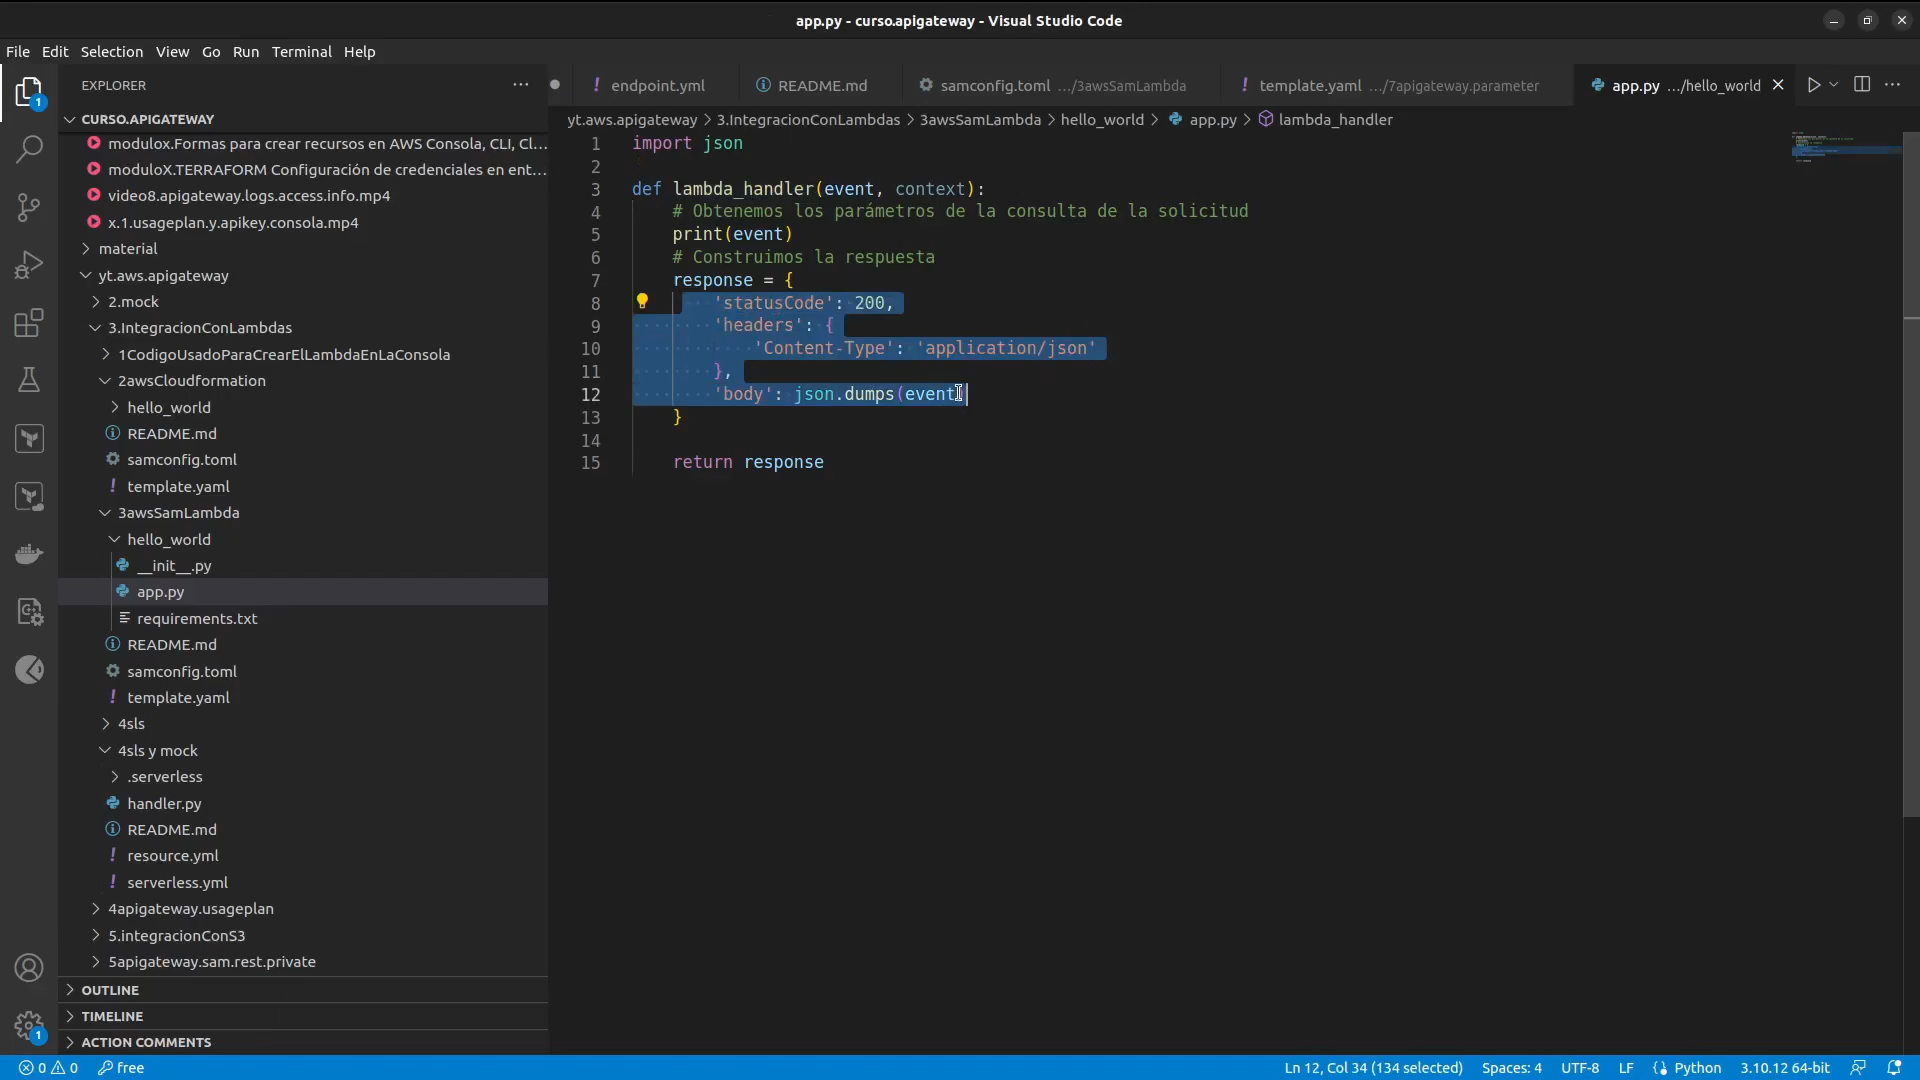 app.py - curso.apigateway - Visual Studio Code
File Edit Selection View Go Run Terminal Help
EXPLORER
CURSO.APIGATEWAY
modulox.Formas para crear recursos en AWS Consola, CLI, Cl...
moduloX.TERRAFORM Configuración de credenciales en ent...
video8.apigateway.logs.access.info.mp4
x.1.usageplan.y.apikey.consola.mp4
material
yt.aws.apigateway
2.mock
3.IntegracionConLambdas
1CodigoUsadoParaCrearElLambdaEnLaConsola
2awsCloudformation
hello_world
README.md
samconfig.toml
template.yaml
3awsSamLambda
hello_world
__init__.py
app.py
requirements.txt
README.md
samconfig.toml
template.yaml
4sls
4sls y mock
.serverless
handler.py
README.md
resource.yml
serverless.yml
4apigateway.usageplan
5.integracionConS3
5apigateway.sam.rest.private
OUTLINE
TIMELINE
ACTION COMMENTS
1
1
endpoint.yml README.md samconfig.toml .../3awsSamLambda template.yaml .../7apigateway.parameter app.py .../hello_world
yt.aws.apigateway > 3.IntegracionConLambdas > 3awsSamLambda > hello_world > app.py > lambda_handler
1 import json
2
3 def lambda_handler(event, context):
4 # Obtenemos los parámetros de la consulta de la solicitud
5 print(event)
6 # Construimos la respuesta
7 response = {
8 'statusCode': 200,
9 'headers': {
10 'Content-Type': 'application/json'
11 },
12 'body': json.dumps(event)
13 }
14
15 return response
0 0 free Ln 12, Col 34 (134 selected) Spaces: 4 UTF-8 LF Python 3.10.12 64-bit